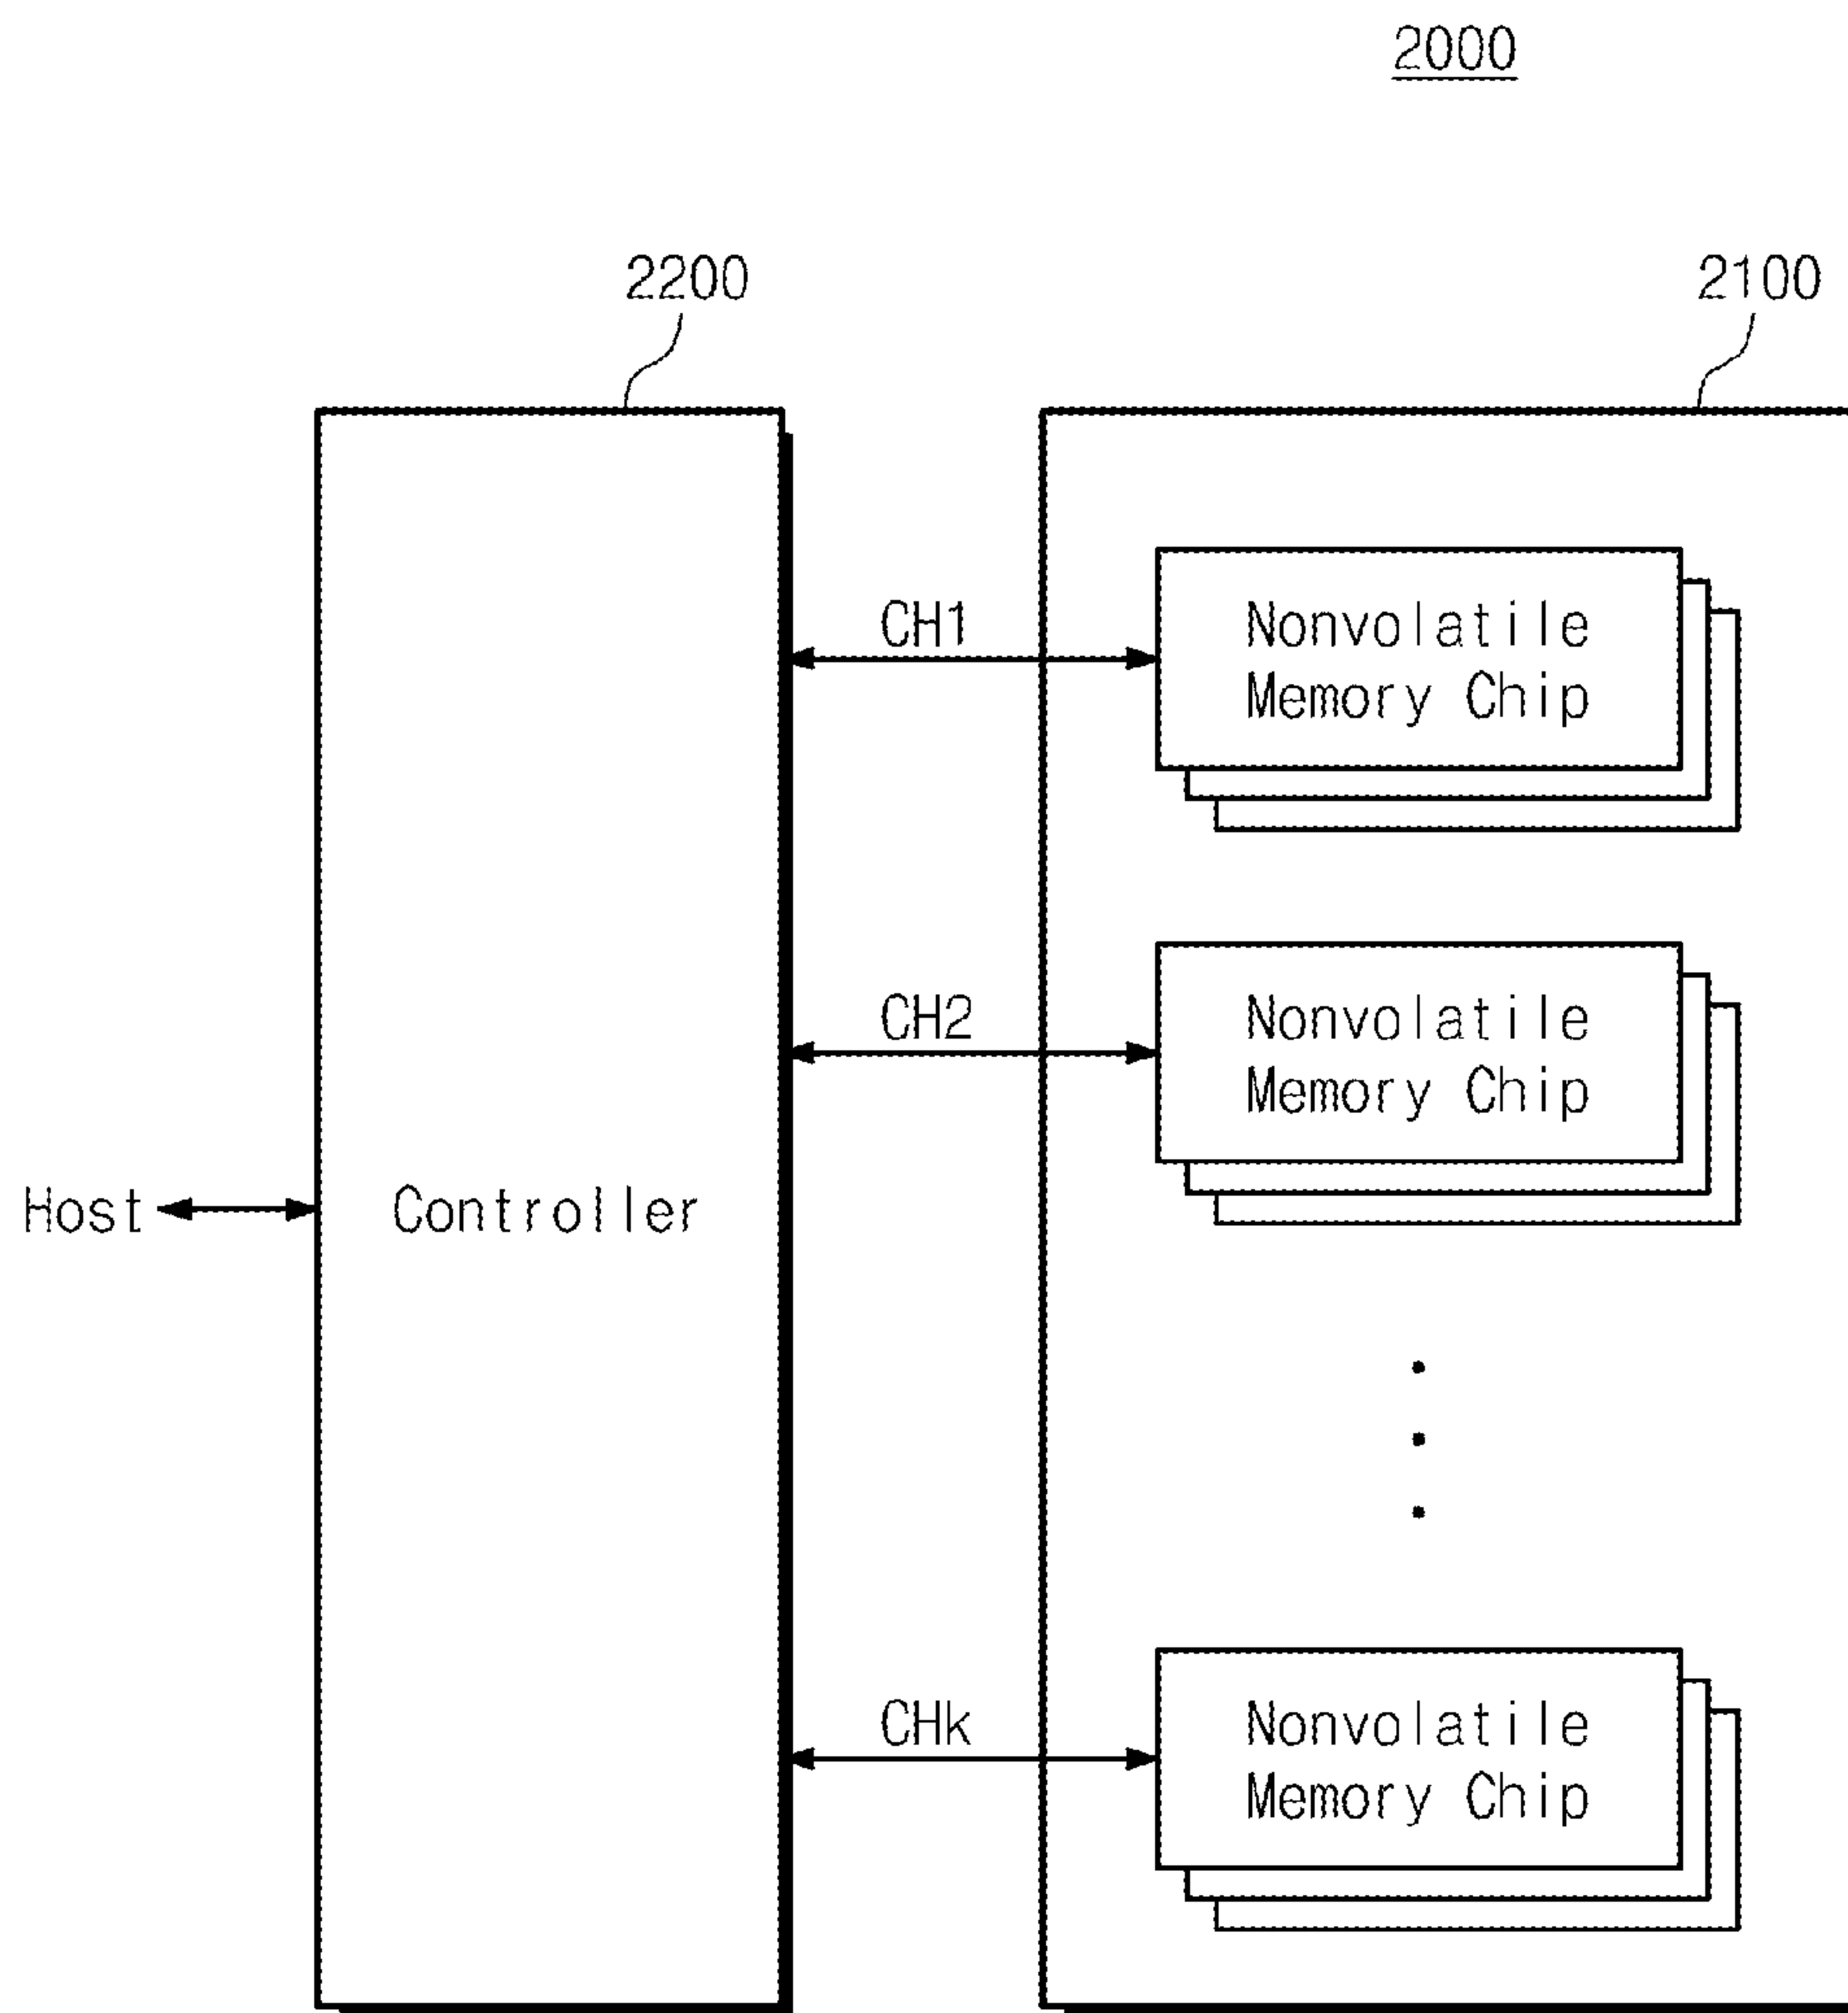 2000
2200
2100
CH1
Nonvolatile
Memory Chip
CH2
Nonvolatile
Memory Chip
Host
Controller
CHk
Nonvolatile
Memory Chip